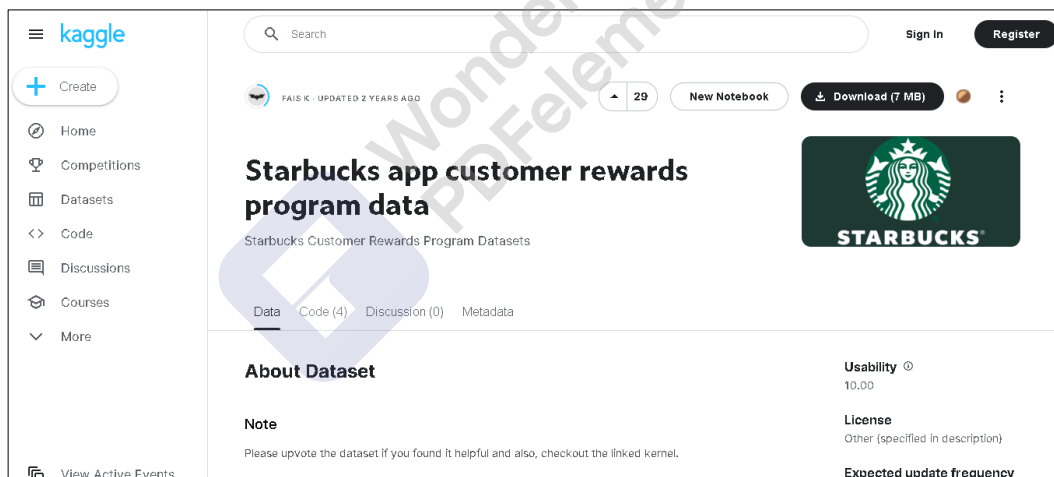 kaggle
Search
Sign In
Register
Create
FAIS K · UPDATED 2 YEARS AGO
29
New Notebook
Download (7 MB)
Home
Competitions
Datasets
Code
Discussions
Courses
More
View Active Events
Starbucks app customer rewards
program data
Starbucks Customer Rewards Program Datasets
STARBUCKS®
Data
Code (4)
Discussion (0)
Metadata
About Dataset
Note
Please upvote the dataset if you found it helpful and also, checkout the linked kernel.
Usability
10.00
License
Other (specified in description)
Expected update frequency